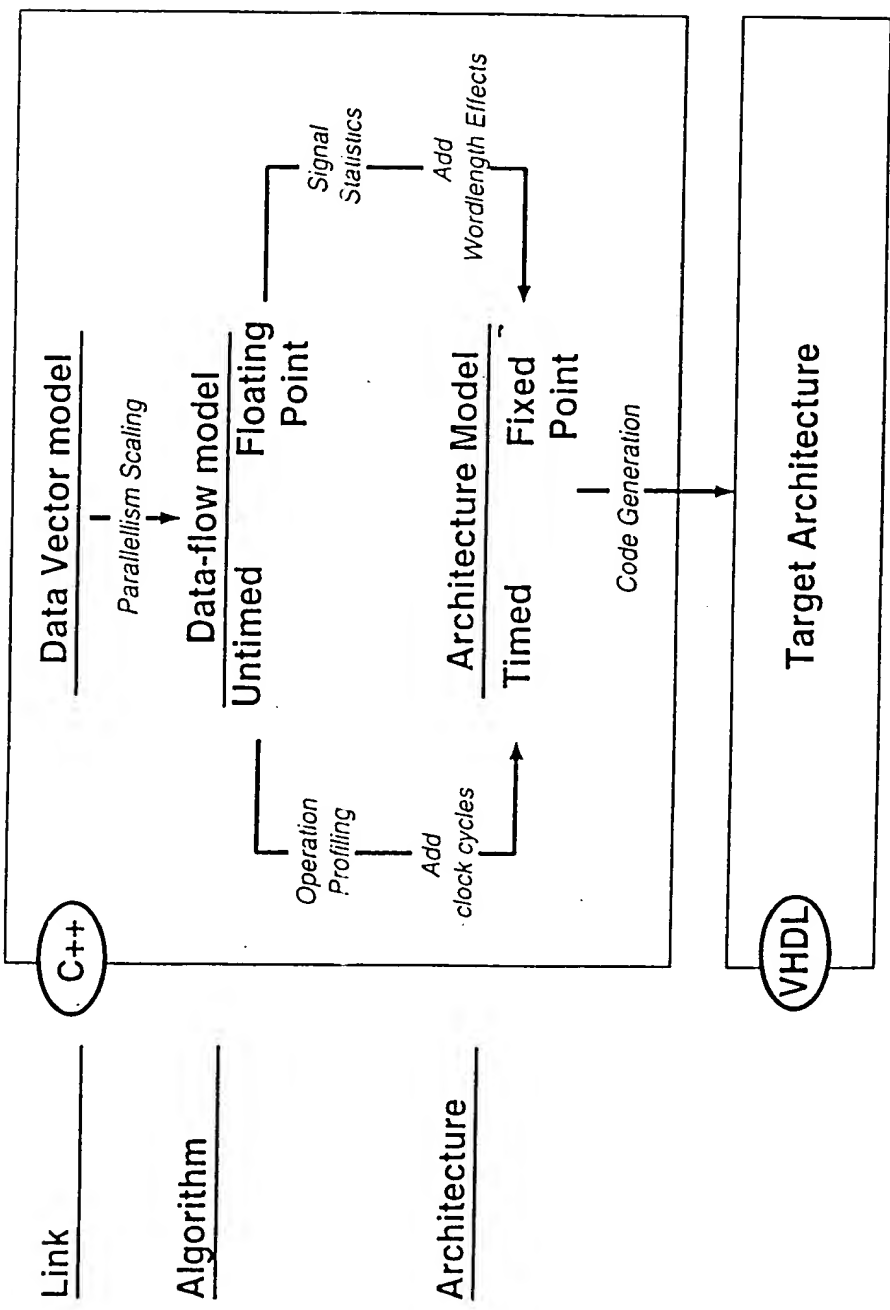 Link
Algorithm
Architecture
C++
Data Vector model
Parallellism Scaling
Data-flow model
Untimed
Floating
Point
Operation
Profiling
Add
clock cycles
Signal
Statistics
Add
Wordlength Effects
Architecture Model
Timed
Fixed
Point
Code Generation
VHDL
Target Architecture